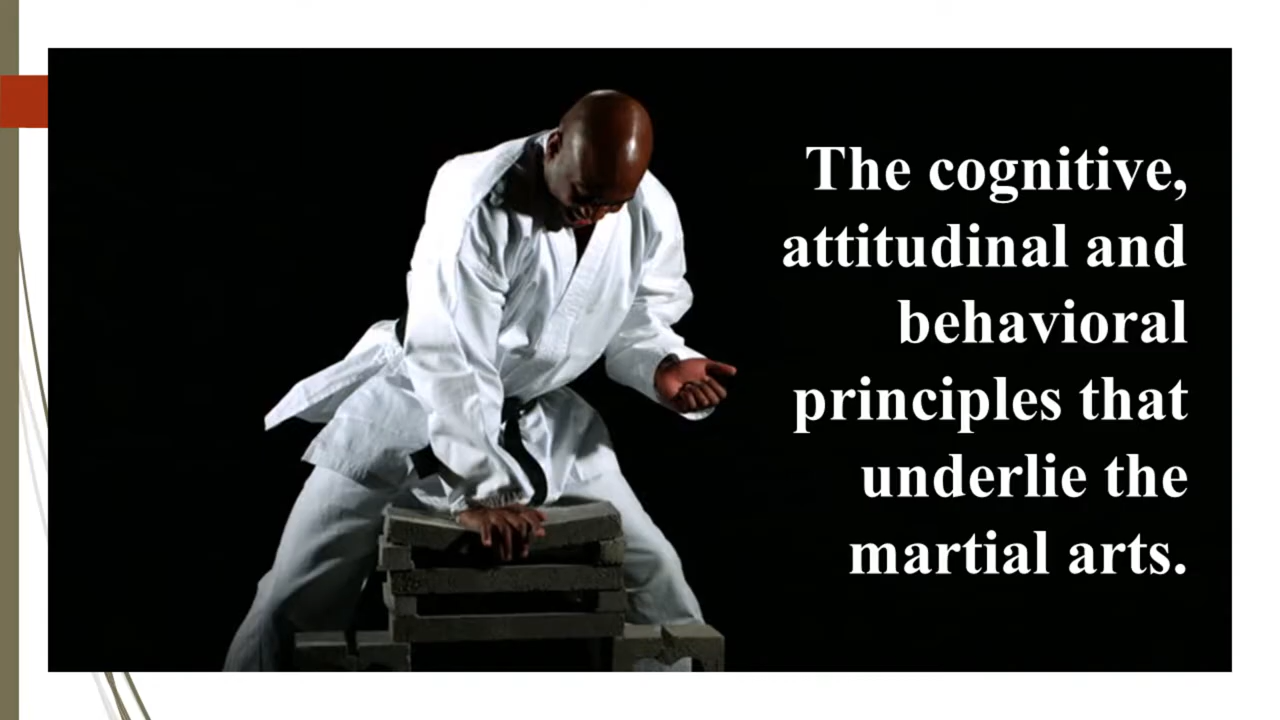 The cognitive,
attitudinal and
behavioral
principles that
underlie the
martial arts.